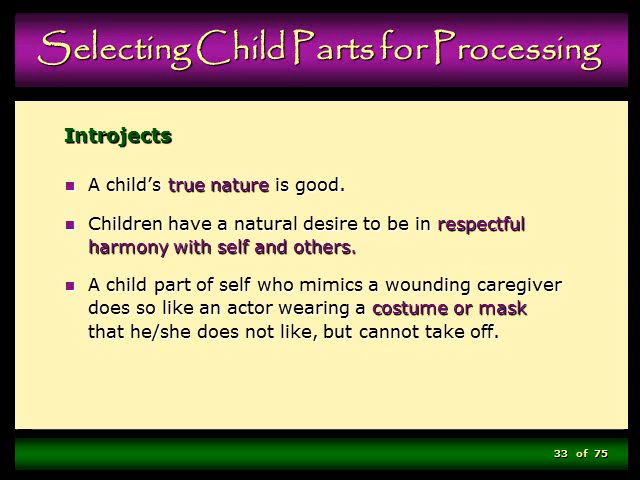 Selecting Child Parts for Processing
Introjects
A child’s true nature is good.
Children have a natural desire to be in respectful
harmony with self and others.
A child part of self who mimics a wounding caregiver
does so like an actor wearing a costume or mask
that he/she does not like, but cannot take off.
33 of 75